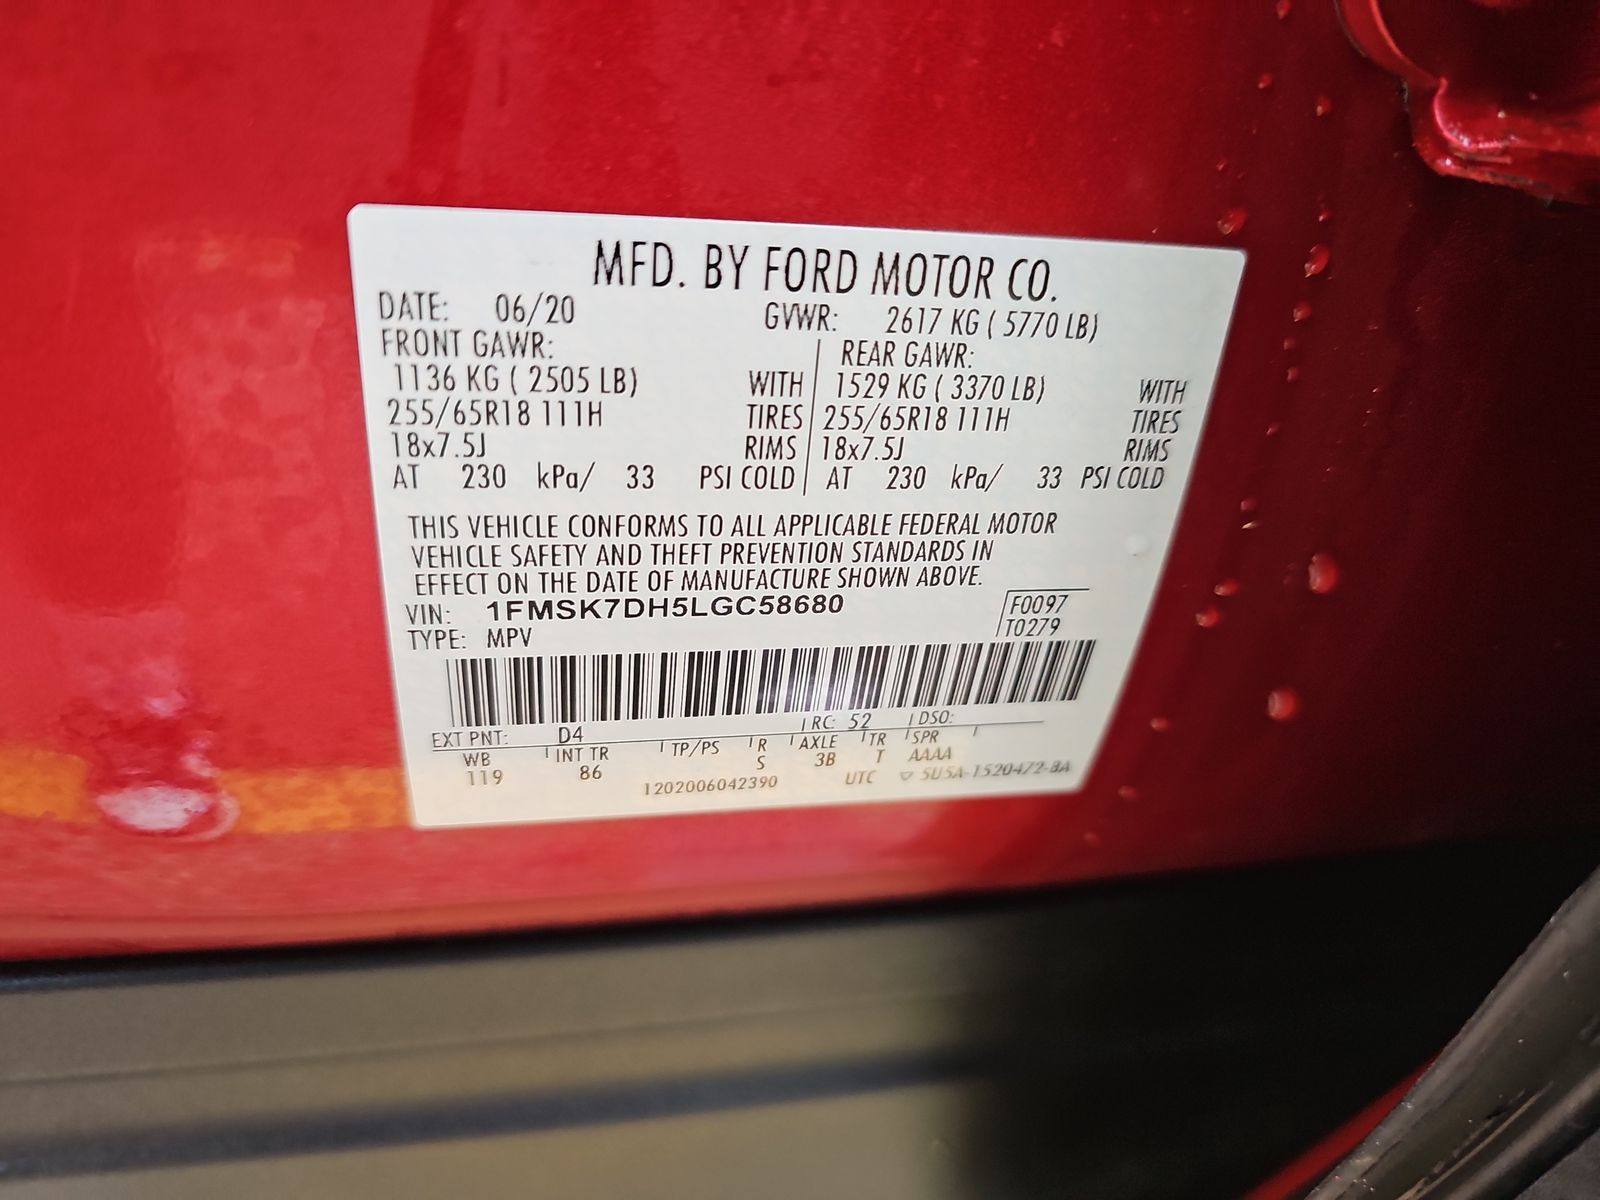 MFD. BY FORD MOTOR CO.
DATE: 06/20 GVWR: 2617 KG ( 5770 LB)
FRONT GAWR: REAR GAWR:
1136 KG ( 2505 LB) WITH 1529 KG ( 3370 LB) WITH
255/65R18 111H TIRES 255/65R18 111H TIRES
18x7.5J RIMS 18x7.5J RIMS
AT 230 kPa/ 33 PSI COLD AT 230 kPa/ 33 PSI COLD
THIS VEHICLE CONFORMS TO ALL APPLICABLE FEDERAL MOTOR
VEHICLE SAFETY AND THEFT PREVENTION STANDARDS IN
EFFECT ON THE DATE OF MANUFACTURE SHOWN ABOVE.
VIN: 1FMSK7DH5LGC58680 F0097
TYPE: MPV T0279
EXT PNT: D4 RC: 52 DSO:
WB INT TR TP/PS R AXLE TR SPR
119 86 S 3B T AAAA
1202006042390 UTC ▽ 5U5A-1520472-BA